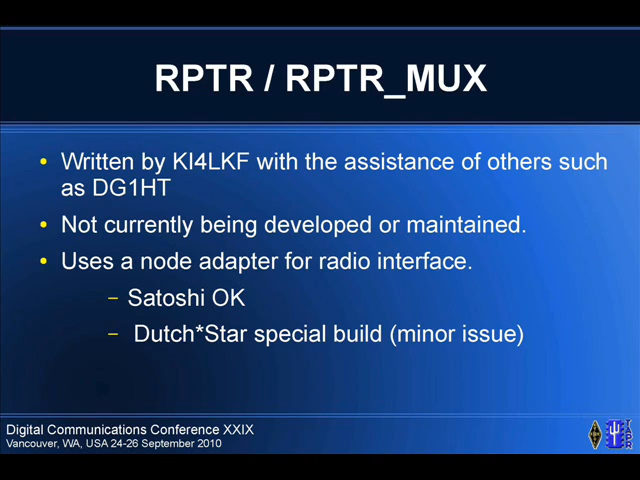 RPTR / RPTR_MUX
Written by KI4LKF with the assistance of others such
as DG1HT
Not currently being developed or maintained.
Uses a node adapter for radio interface.
Satoshi OK
Dutch*Star special build (minor issue)
Digital Communications Conference XXIX
Vancouver, WA, USA 24-26 September 2010
TAPR